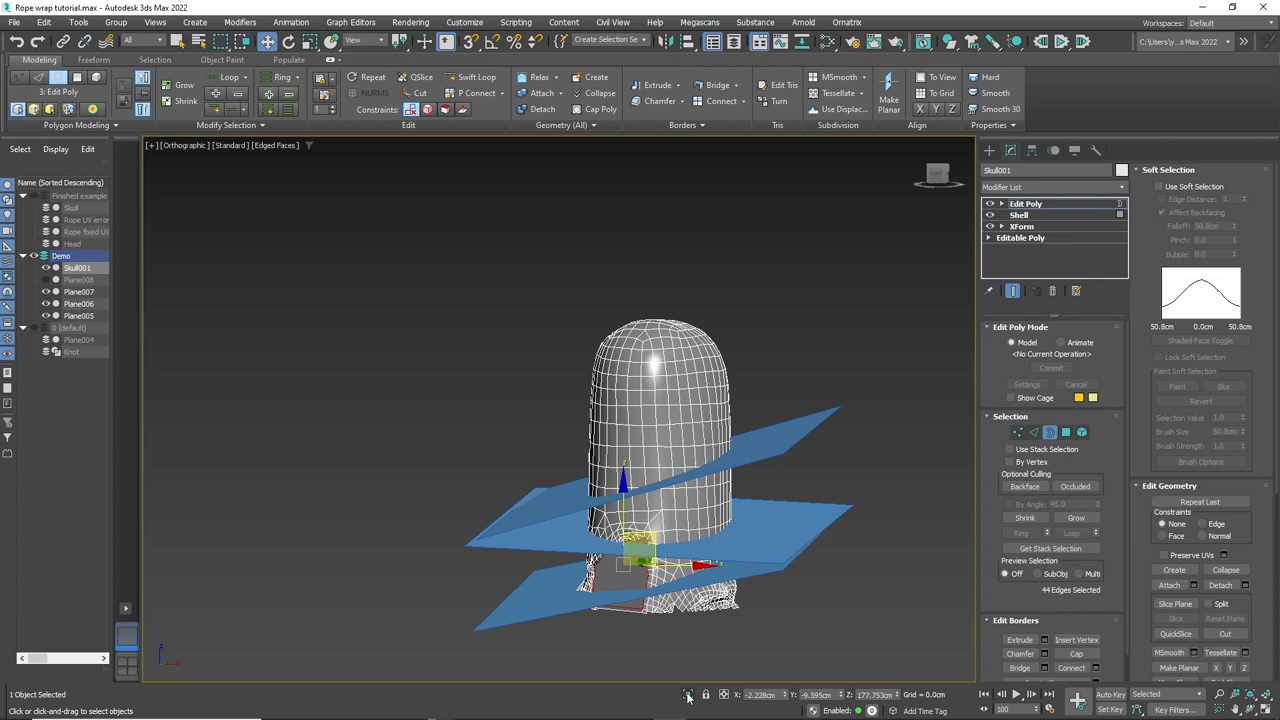 Rope wrap tutorial.max - Autodesk 3ds Max 2022
File Edit Tools Group Views Create Modifiers Animation Graph Editors Rendering Customize Scripting Content Civil View Help Megascans Substance Arnold Ornatrix Workspaces: Default
All View Create Selection Se C:\Users\y...s Max 2022
Modeling Freeform Selection Object Paint Populate
Grow Loop Ring Repeat QSlice Swift Loop Relax Create Extrude Bridge Edit Tris MSmooth To View Hard
3: Edit Poly Shrink NURMS Cut P Connect Attach Collapse Chamfer Connect Turn Tessellate Make Planar To Grid Smooth
1 Constraints: Detach Cap Poly Use Displac... X Y Z Smooth 30
Polygon Modeling Modify Selection Edit Geometry (All) Borders Tris Subdivision Align Properties
Select Display Edit
[+] [Orthographic] [Standard] [Edged Faces]
Name (Sorted Descending)
Finished example
Skull
Rope UV error
Rope fixed UV
Head
Demo
Skull001
Plane008
Plane007
Plane006
Plane005
0 (default)
Plane004
Knot
z
x
z
x
Skull001
Modifier List
Edit Poly
Shell
XForm
Editable Poly
Edit Poly Mode
Model Animate
<No Current Operation>
Commit
Settings Cancel
Show Cage
Selection
Use Stack Selection
By Vertex
Optional Culling
Backface Occluded
By Angle: 45.0
Shrink Grow
Ring Loop
Get Stack Selection
Preview Selection
Off SubObj Multi
44 Edges Selected
Edit Borders
Extrude Insert Vertex
Chamfer Cap
Bridge Connect
Soft Selection
Use Soft Selection
Edge Distance: 1
Affect Backfacing
Falloff: 50.8cm
Pinch: 0.0
Bubble: 0.0
50.8cm 0.0cm 50.8cm
Shaded Face Toggle
Lock Soft Selection
Paint Soft Selection
Paint Blur
Revert
Selection Value 1.0
Brush Size 50.8cm
Brush Strength 1.0
Brush Options
Edit Geometry
Repeat Last
Constraints
None Edge
Face Normal
Preserve UVs
Create Collapse
Attach Detach
Slice Plane Split
Slice Reset Plane
QuickSlice Cut
MSmooth Tessellate
Make Planar X Y Z
1 Object Selected X: -2.228cm Y: -9.595cm Z: 177.753cm Grid = 0.0cm Auto Key Selected
Click or click-and-drag to select objects Enabled: Add Time Tag 100 Set Key Key Filters...